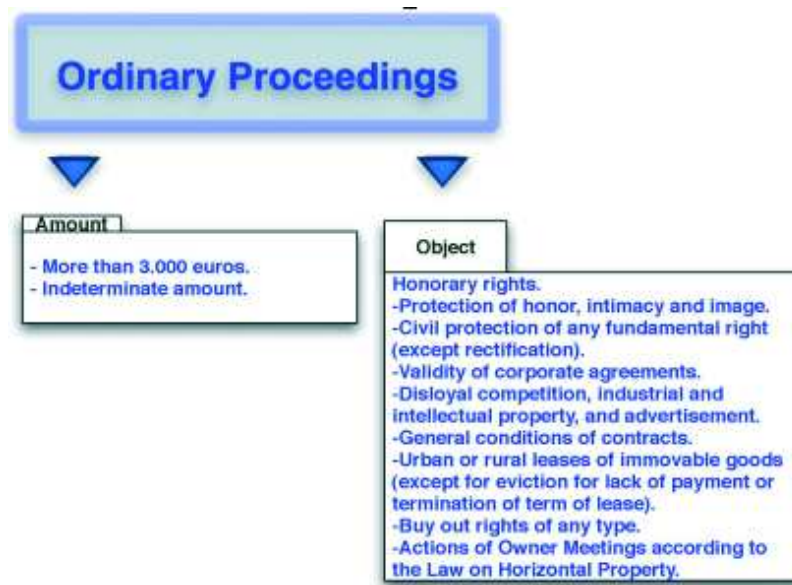 Ordinary Proceedings
Amount
- More than 3.000 euros.
- Indeterminate amount.
Object
Honorary rights.
-Protection of honor, intimacy and image.
-Civil protection of any fundamental right
(except rectification).
-Validity of corporate agreements.
-Disloyal competition, industrial and
intellectual property, and advertisement.
-General conditions of contracts.
-Urban or rural leases of immovable goods
(except for eviction for lack of payment or
termination of term of lease).
-Buy out rights of any type.
-Actions of Owner Meetings according to
the Law on Horizontal Property.